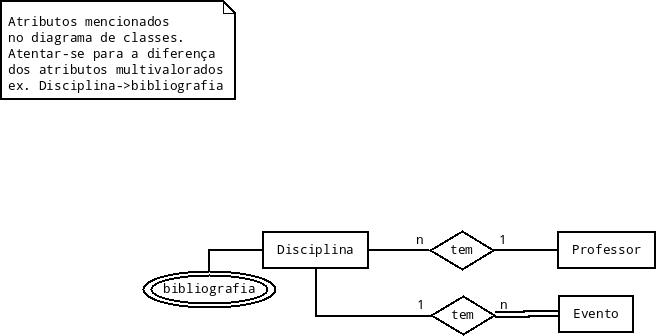 Atributos mencionados
no diagrama de classes.
Atentar-se para a diferença
dos atributos multivalorados
ex. Disciplina->bibliografia
Disciplina
n
tem
1
Professor
bibliografia
1
tem
n
Evento